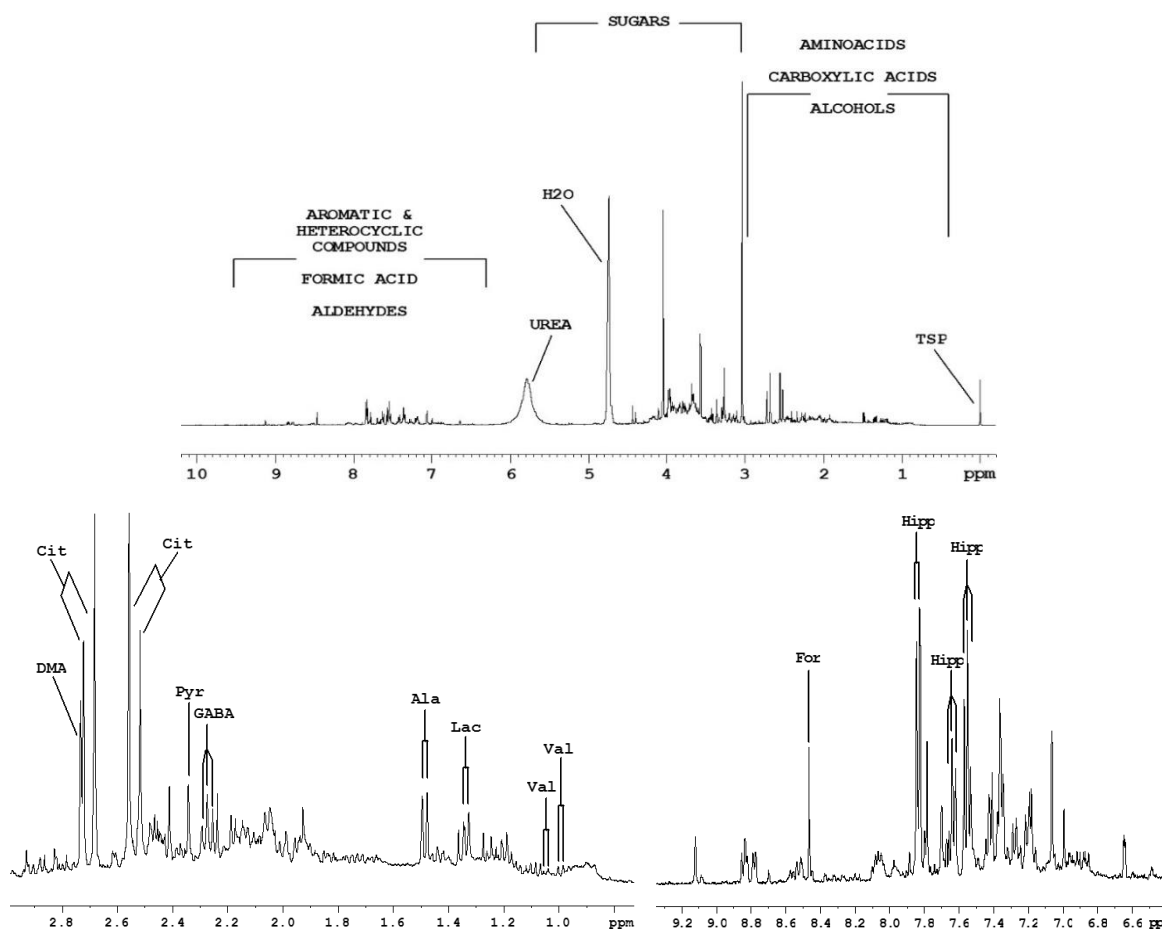 SUGARS
AMINOACIDS
CARBOXYLIC ACIDS
ALCOHOLS
H2O
AROMATIC &
HETEROCYCLIC
COMPOUNDS
FORMIC ACID
ALDEHYDES
UREA
TSP
10 9 8 7 6 5 4 3 2 1 ppm
Cit
Cit
DMA
Pyr
GABA
Ala
Lac
Val
Val
2.8 2.6 2.4 2.2 2.0 1.8 1.6 1.4 1.2 1.0 ppm
Hipp
Hipp
For
Hipp
9.2 9.0 8.8 8.6 8.4 8.2 8.0 7.8 7.6 7.4 7.2 7.0 6.8 6.6 pp